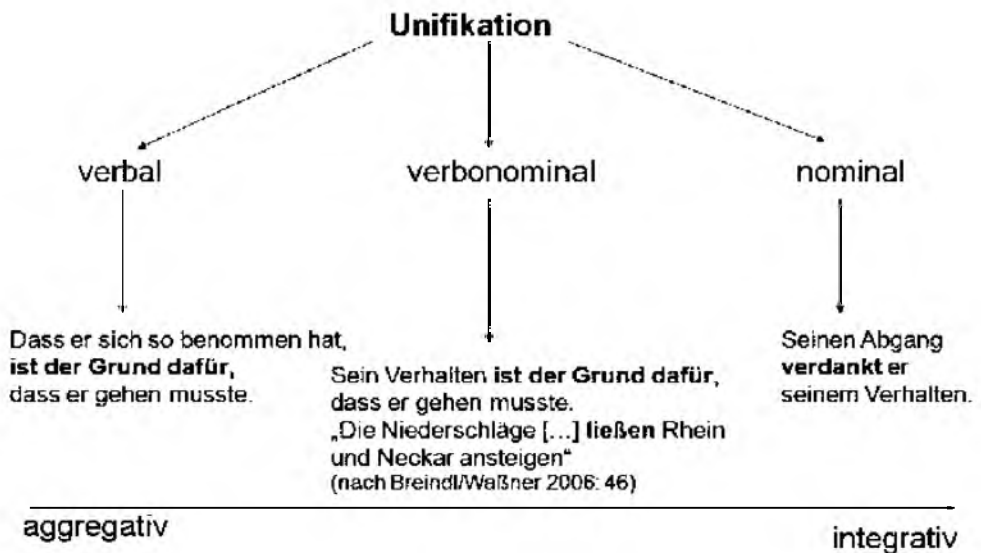 Unifikation
verbal
verbonominal
nominal
Dass er sich so benommen hat,
ist der Grund dafür,
dass er gehen musste.
Sein Verhalten ist der Grund dafür,
dass er gehen musste.
„Die Niederschläge [...] ließen Rhein
und Neckar ansteigen“
(nach Breindl/Waßner 2006: 46)
Seinen Abgang
verdankt er
seinem Verhalten.
aggregativ
integrativ